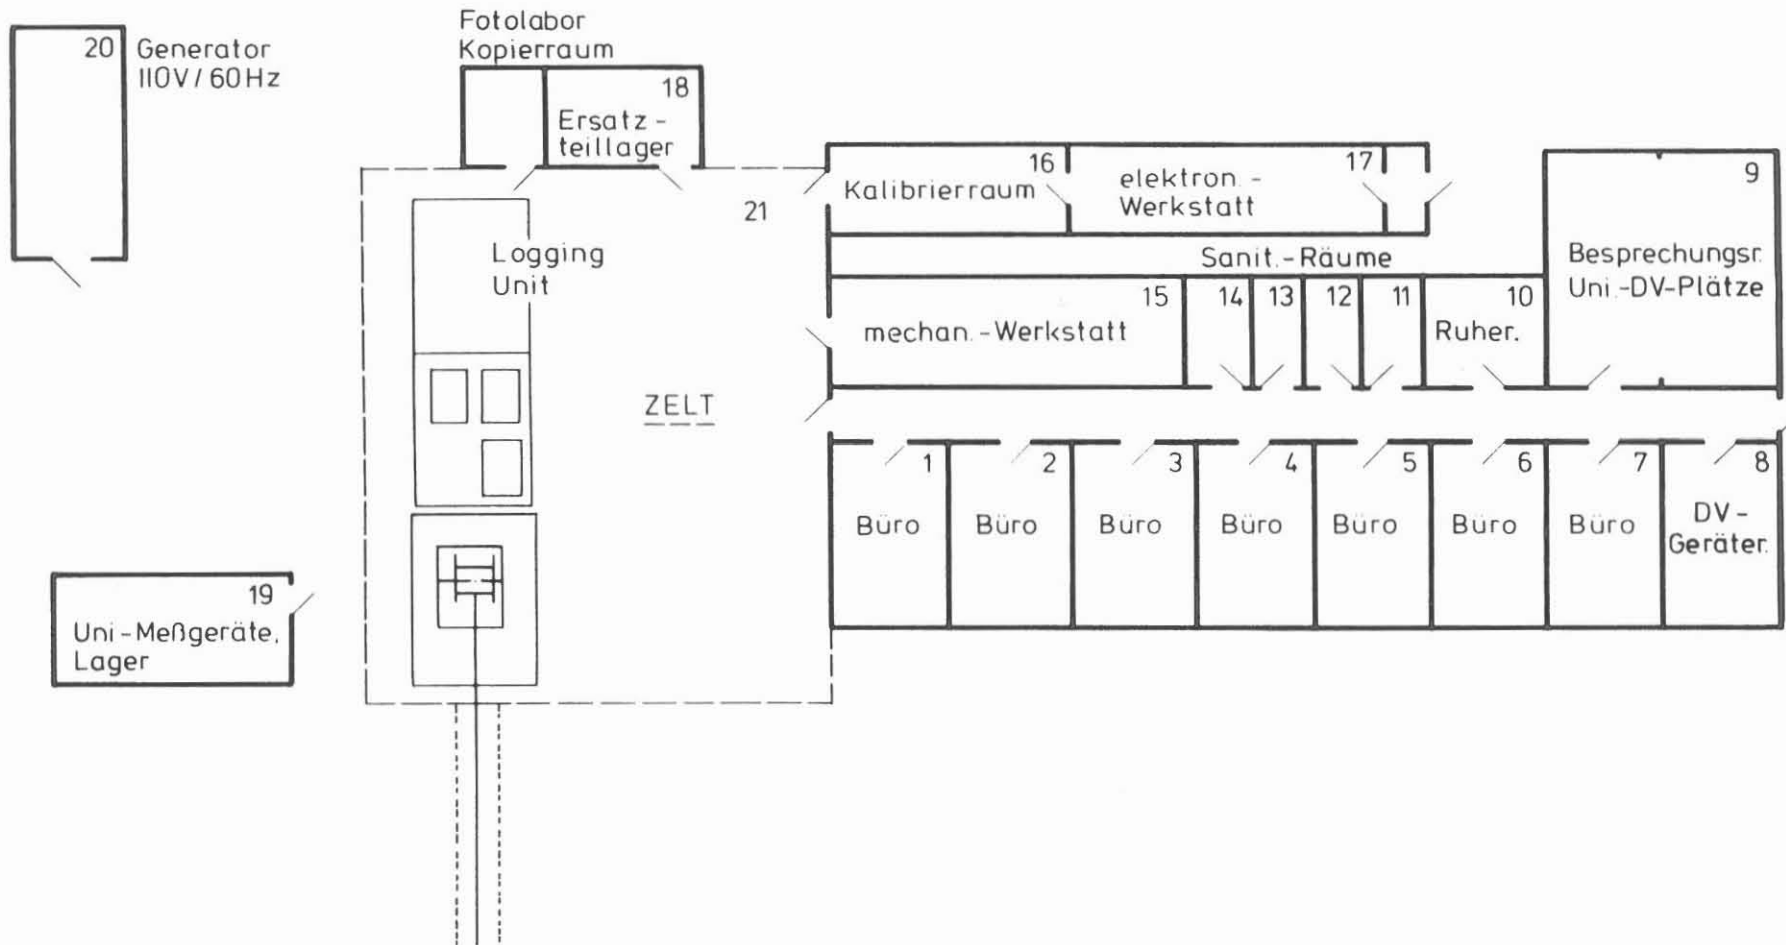 Fotolabor
Kopierraum
20
Generator
110V/60Hz
18
Ersatz-
teillager
16
Kalibrierraum
17
elektron.-
Werkstatt
9
Besprechungsr.
Uni.-DV-Plätze
21
Logging
Unit
Sanit.-Räume
15
mechan.-Werkstatt
14
13
12
11
10
Ruher.
ZELT
1
Büro
2
Büro
3
Büro
4
Büro
5
Büro
6
Büro
7
Büro
8
DV-
Geräter.
19
Uni-Meßgeräte,
Lager